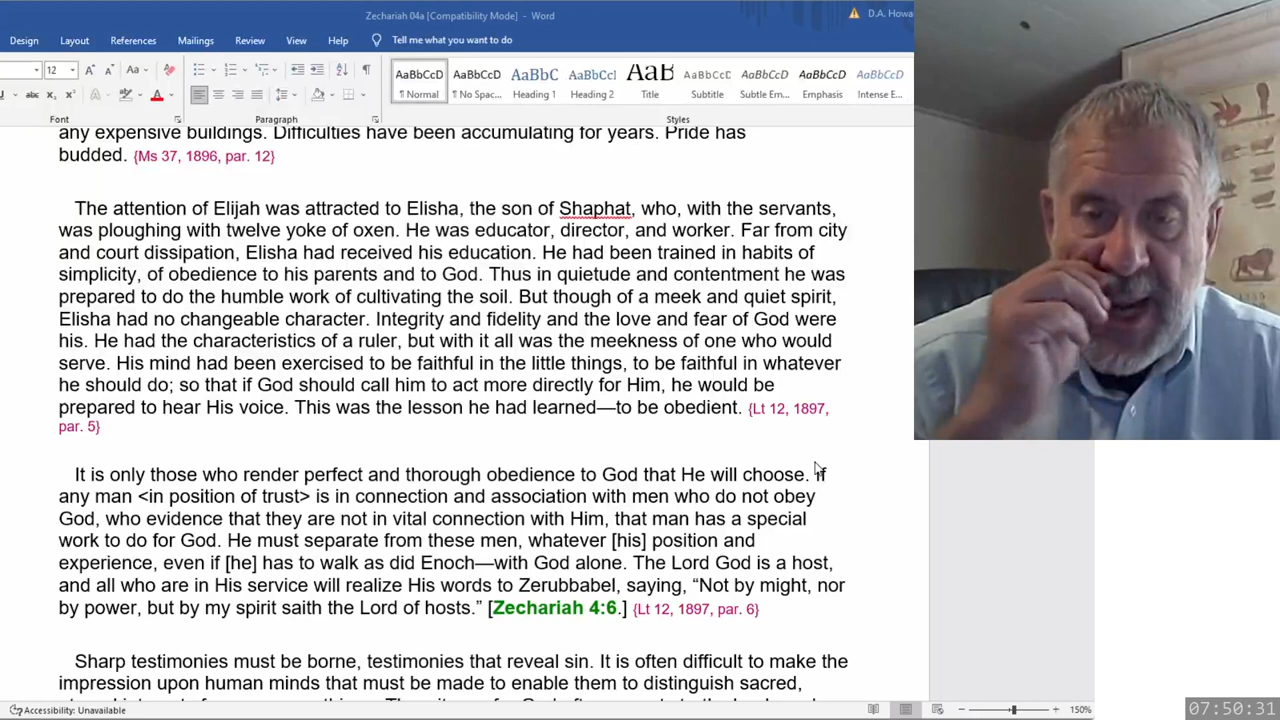 Zechariah 04a [Compatibility Mode] - Word
D.A. Howa
Design Layout References Mailings Review View Help Tell me what you want to do
12 Aa
abc x x A A
AaBbCcD AaBbCcD AaBbC AaBbCc AaB AaBbCcD AaBbCcD AaBbCcD AaBbCcD
¶ Normal ¶ No Spac... Heading 1 Heading 2 Title Subtitle Subtle Em... Emphasis Intense E...
Font Paragraph Styles
any expensive buildings. Difficulties have been accumulating for years. Pride has
budded. {Ms 37, 1896, par. 12}
The attention of Elijah was attracted to Elisha, the son of Shaphat, who, with the servants,
was ploughing with twelve yoke of oxen. He was educator, director, and worker. Far from city
and court dissipation, Elisha had received his education. He had been trained in habits of
simplicity, of obedience to his parents and to God. Thus in quietude and contentment he was
prepared to do the humble work of cultivating the soil. But though of a meek and quiet spirit,
Elisha had no changeable character. Integrity and fidelity and the love and fear of God were
his. He had the characteristics of a ruler, but with it all was the meekness of one who would
serve. His mind had been exercised to be faithful in the little things, to be faithful in whatever
he should do; so that if God should call him to act more directly for Him, he would be
prepared to hear His voice. This was the lesson he had learned—to be obedient. {Lt 12, 1897,
par. 5}
It is only those who render perfect and thorough obedience to God that He will choose. If
any man <in position of trust> is in connection and association with men who do not obey
God, who evidence that they are not in vital connection with Him, that man has a special
work to do for God. He must separate from these men, whatever [his] position and
experience, even if [he] has to walk as did Enoch—with God alone. The Lord God is a host,
and all who are in His service will realize His words to Zerubbabel, saying, “Not by might, nor
by power, but by my spirit saith the Lord of hosts.” [Zechariah 4:6.] {Lt 12, 1897, par. 6}
Sharp testimonies must be borne, testimonies that reveal sin. It is often difficult to make the
impression upon human minds that must be made to enable them to distinguish sacred,
Accessibility: Unavailable
150%
07:50:31